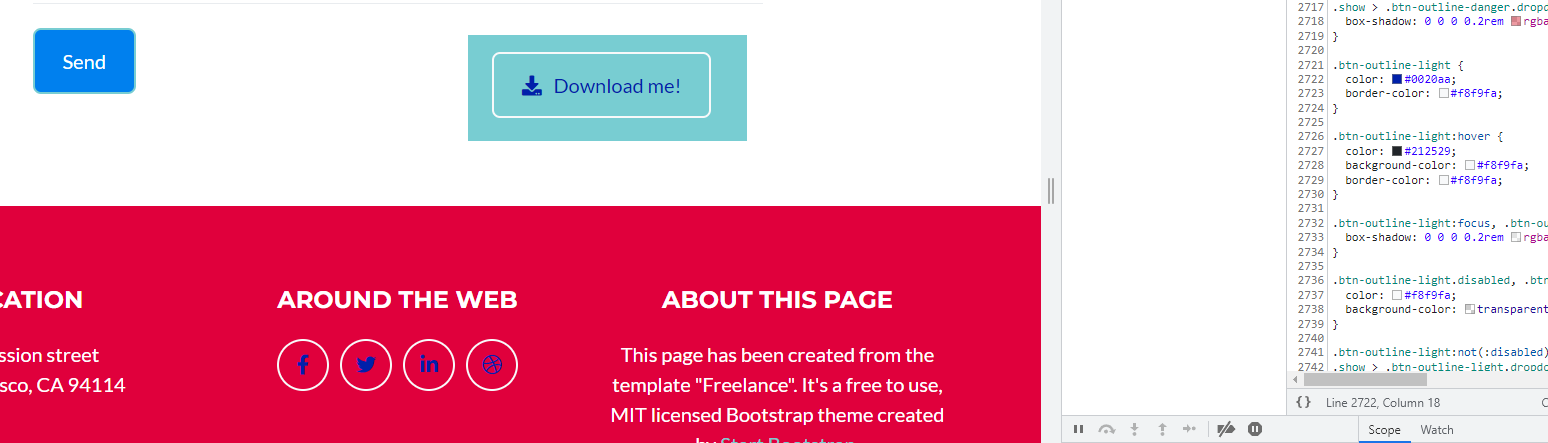 Send
Download me!
CATION
ssion street
sco, CA 94114
AROUND THE WEB
ABOUT THIS PAGE
This page has been created from the
template "Freelance". It's a free to use,
MIT licensed Bootstrap theme created
by Start Bootstrap
2717 .show > .btn-outline-danger.dropd
2718 box-shadow: 0 0 0 0.2rem rgba
2719 }
2720
2721 .btn-outline-light {
2722 color: #0020aa;
2723 border-color: #f8f9fa;
2724 }
2725
2726 .btn-outline-light:hover {
2727 color: #212529;
2728 background-color: #f8f9fa;
2729 border-color: #f8f9fa;
2730 }
2731
2732 .btn-outline-light:focus, .btn-ou
2733 box-shadow: 0 0 0 0.2rem rgba
2734 }
2735
2736 .btn-outline-light.disabled, .btn
2737 color: #f8f9fa;
2738 background-color: transparent
2739 }
2740
2741 .btn-outline-light:not(:disabled)
2742 .show > .btn-outline-light.dropdo
{} Line 2722, Column 18
Scope Watch